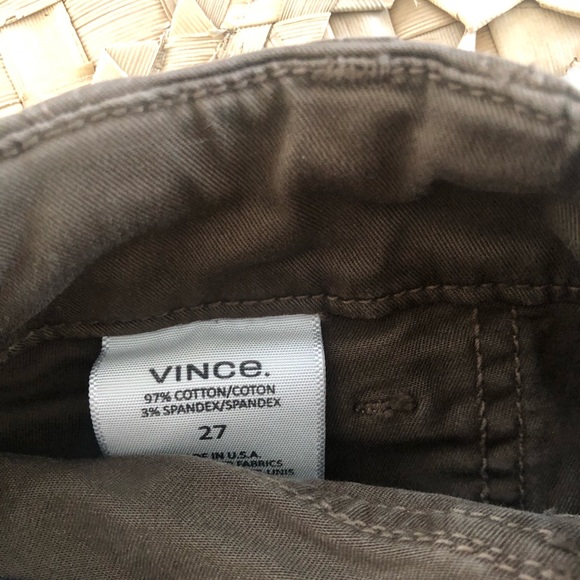 VINCE.
97% COTTON/COTON
3% SPANDEX/SPANDEX
27
IN U.S.A.
FABRICS
UNIS